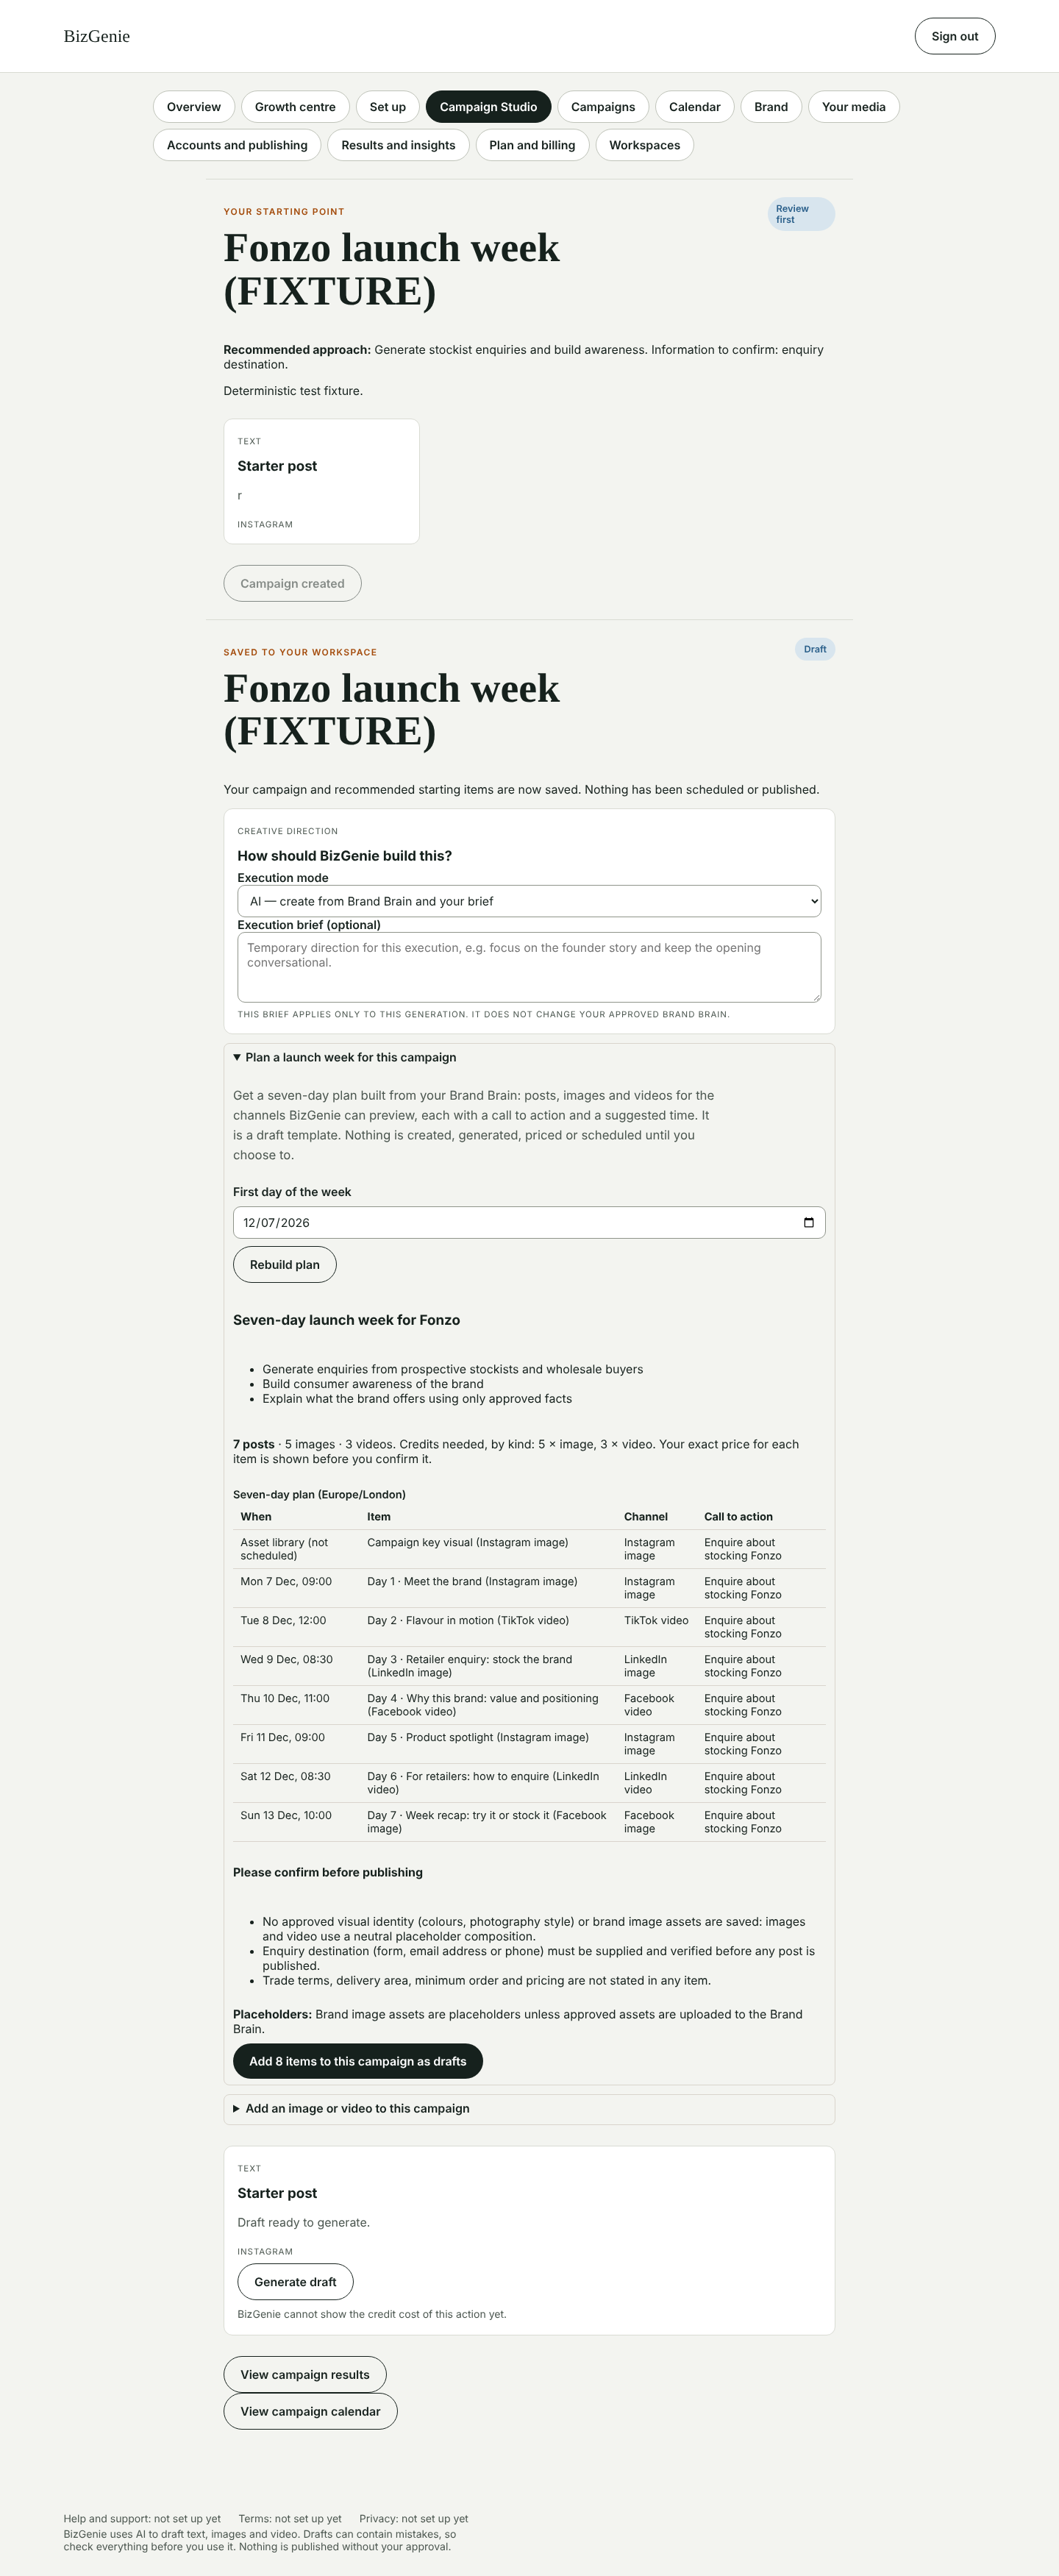 BizGenie
Sign out
Overview
Growth centre
Set up
Campaign Studio
Campaigns
Calendar
Brand
Your media
Accounts and publishing
Results and insights
Plan and billing
Workspaces
YOUR STARTING POINT
Review
first
Fonzo launch week
(FIXTURE)
Recommended approach: Generate stockist enquiries and build awareness. Information to confirm: enquiry
destination.
Deterministic test fixture.
TEXT
Starter post
r
INSTAGRAM
Campaign created
SAVED TO YOUR WORKSPACE
Draft
Fonzo launch week
(FIXTURE)
Your campaign and recommended starting items are now saved. Nothing has been scheduled or published.
CREATIVE DIRECTION
How should BizGenie build this?
Execution mode
AI — create from Brand Brain and your brief
Execution brief (optional)
Temporary direction for this execution, e.g. focus on the founder story and keep the opening
conversational.
THIS BRIEF APPLIES ONLY TO THIS GENERATION. IT DOES NOT CHANGE YOUR APPROVED BRAND BRAIN.
▼ Plan a launch week for this campaign
Get a seven-day plan built from your Brand Brain: posts, images and videos for the
channels BizGenie can preview, each with a call to action and a suggested time. It
is a draft template. Nothing is created, generated, priced or scheduled until you
choose to.
First day of the week
12/07/2026
Rebuild plan
Seven-day launch week for Fonzo
• Generate enquiries from prospective stockists and wholesale buyers
• Build consumer awareness of the brand
• Explain what the brand offers using only approved facts
7 posts · 5 images · 3 videos. Credits needed, by kind: 5 × image, 3 × video. Your exact price for each
item is shown before you confirm it.
Seven-day plan (Europe/London)
When Item Channel Call to action
Asset library (not Campaign key visual (Instagram image) Instagram Enquire about
scheduled) image stocking Fonzo
Mon 7 Dec, 09:00 Day 1 · Meet the brand (Instagram image) Instagram Enquire about
image stocking Fonzo
Tue 8 Dec, 12:00 Day 2 · Flavour in motion (TikTok video) TikTok video Enquire about
stocking Fonzo
Wed 9 Dec, 08:30 Day 3 · Retailer enquiry: stock the brand LinkedIn Enquire about
(LinkedIn image) image stocking Fonzo
Thu 10 Dec, 11:00 Day 4 · Why this brand: value and positioning Facebook Enquire about
(Facebook video) video stocking Fonzo
Fri 11 Dec, 09:00 Day 5 · Product spotlight (Instagram image) Instagram Enquire about
image stocking Fonzo
Sat 12 Dec, 08:30 Day 6 · For retailers: how to enquire (LinkedIn LinkedIn Enquire about
video) video stocking Fonzo
Sun 13 Dec, 10:00 Day 7 · Week recap: try it or stock it (Facebook Facebook Enquire about
image) image stocking Fonzo
Please confirm before publishing
• No approved visual identity (colours, photography style) or brand image assets are saved: images
and video use a neutral placeholder composition.
• Enquiry destination (form, email address or phone) must be supplied and verified before any post is
published.
• Trade terms, delivery area, minimum order and pricing are not stated in any item.
Placeholders: Brand image assets are placeholders unless approved assets are uploaded to the Brand
Brain.
Add 8 items to this campaign as drafts
▶ Add an image or video to this campaign
TEXT
Starter post
Draft ready to generate.
INSTAGRAM
Generate draft
BizGenie cannot show the credit cost of this action yet.
View campaign results
View campaign calendar
Help and support: not set up yet Terms: not set up yet Privacy: not set up yet
BizGenie uses AI to draft text, images and video. Drafts can contain mistakes, so
check everything before you use it. Nothing is published without your approval.